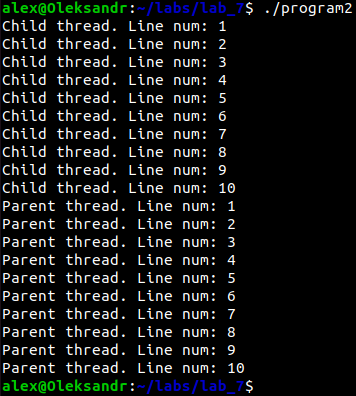 alex@Oleksandr:~/labs/lab_7$ ./program2
Child thread. Line num: 1
Child thread. Line num: 2
Child thread. Line num: 3
Child thread. Line num: 4
Child thread. Line num: 5
Child thread. Line num: 6
Child thread. Line num: 7
Child thread. Line num: 8
Child thread. Line num: 9
Child thread. Line num: 10
Parent thread. Line num: 1
Parent thread. Line num: 2
Parent thread. Line num: 3
Parent thread. Line num: 4
Parent thread. Line num: 5
Parent thread. Line num: 6
Parent thread. Line num: 7
Parent thread. Line num: 8
Parent thread. Line num: 9
Parent thread. Line num: 10
alex@Oleksandr:~/labs/lab_7$